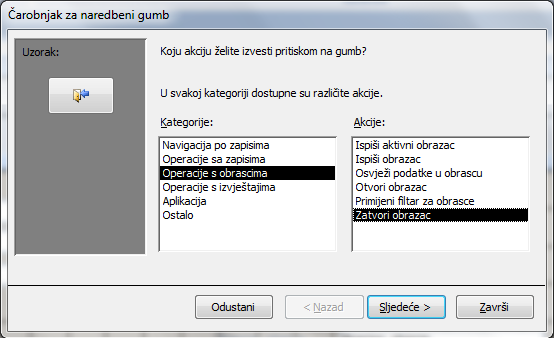 Čarobnjak za naredbeni gumb
Uzorak:
Koju akciju želite izvesti pritiskom na gumb?
U svakoj kategoriji dostupne su različite akcije.
Kategorije:
Navigacija po zapisima
Operacije sa zapisima
Operacije s obrascima
Operacije s izvještajima
Aplikacija
Ostalo
Akcije:
Ispiši aktivni obrazac
Ispiši obrazac
Osvježi podatke u obrascu
Otvori obrazac
Primijeni filtar za obrasce
Zatvori obrazac
Odustani
< Nazad
Sljedeće >
Završi